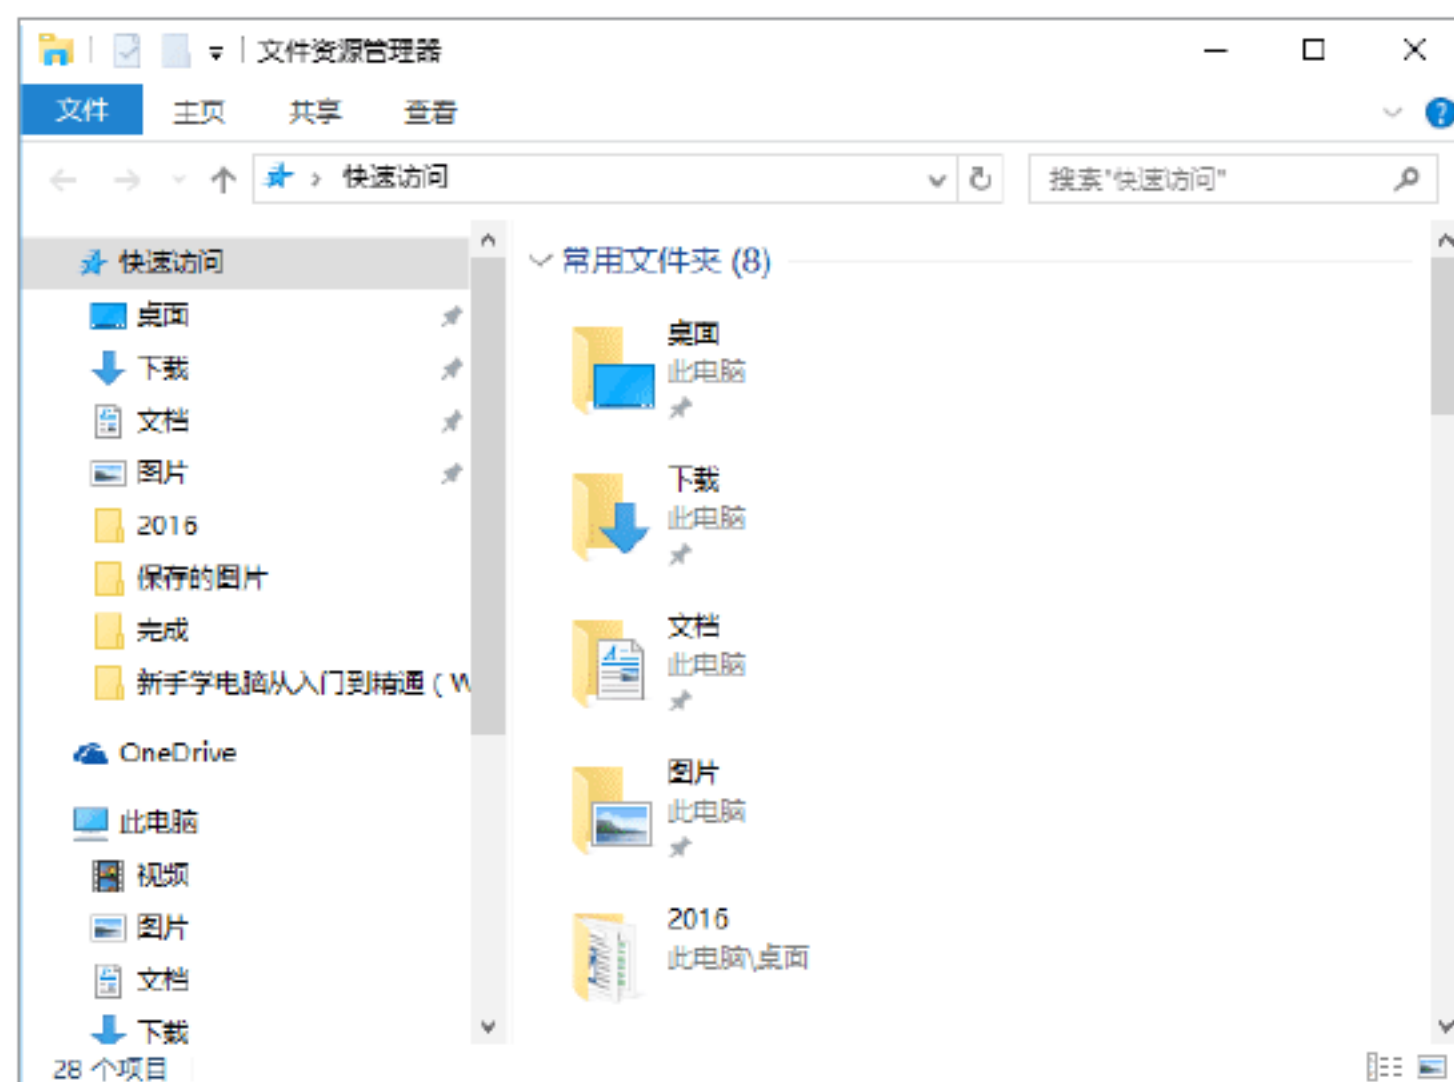 文件资源管理器
文件 主页 共享 查看
快速访问
搜索"快速访问"
快速访问
桌面
下载
文档
图片
2016
保存的图片
完成
新手学电脑从入门到精通（W
OneDrive
此电脑
视频
图片
文档
下载
常用文件夹 (8)
桌面
此电脑
下载
此电脑
文档
此电脑
图片
此电脑
2016
此电脑\桌面
28 个项目